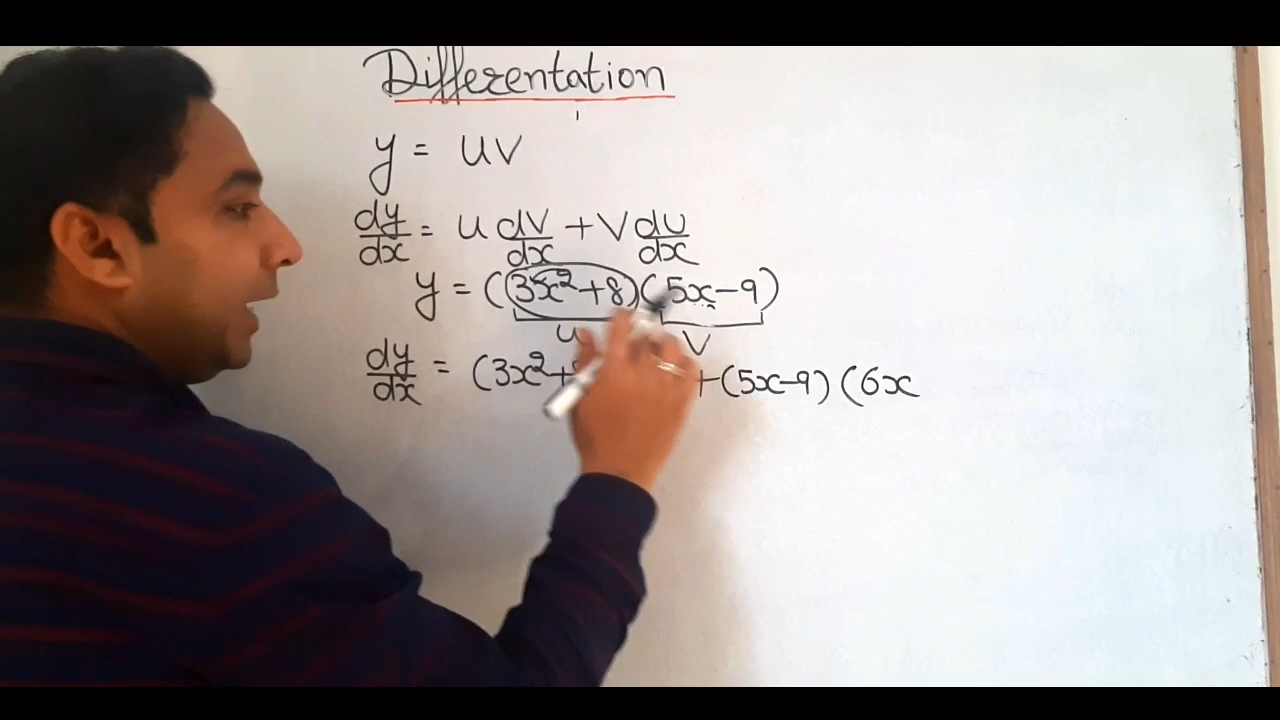 Differentation
y = UV
dy/dx = U dV/dx + V dU/dx
y = (3x²+8)(5x-9)
U V
dy/dx = (3x²+ +(5x-9) (6x